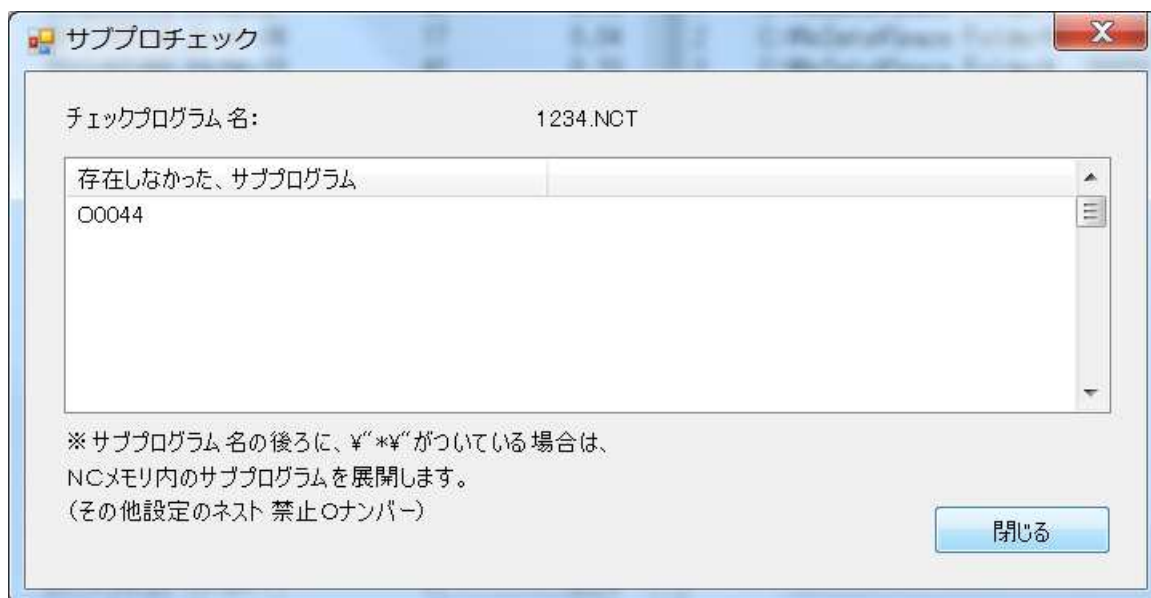 サブプロチェック
チェックプログラム名: 1234.NCT
存在しなかった、サブプログラム
O0044
※サブプログラム名の後ろに、¥"*¥"がついている場合は、
NCメモリ内のサブプログラムを展開します。
(その他設定のネスト禁止Oナンバー)
閉じる